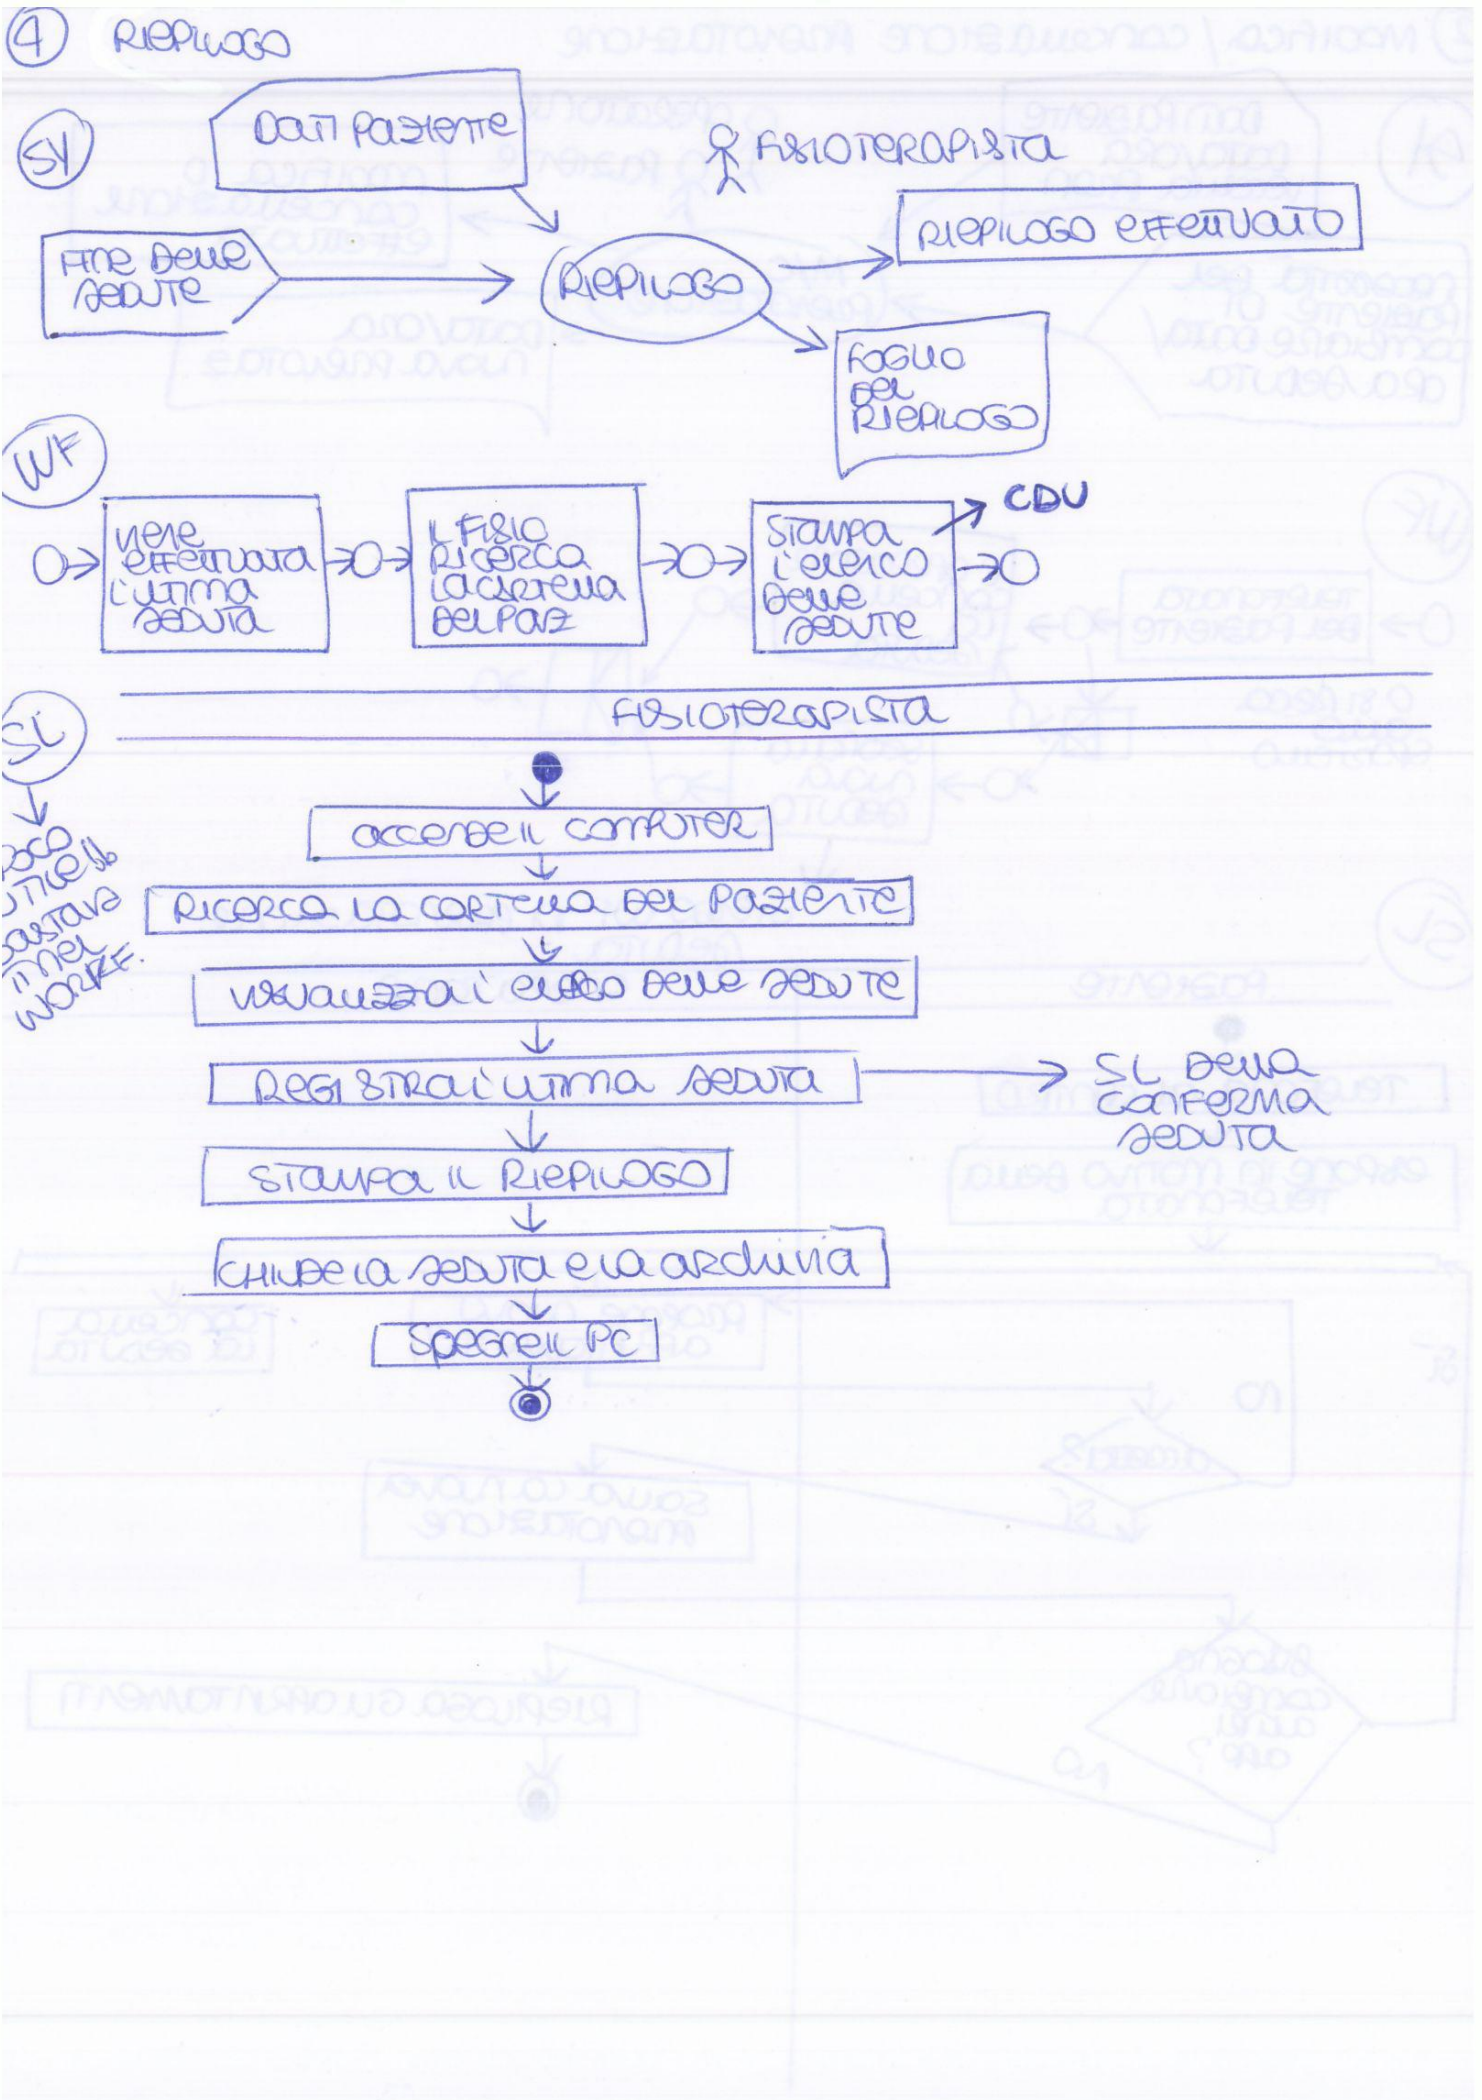 4 RIEPILOGO
SY
DATI PAZIENTE
FISIOTERAPISTA
FINE DELLE
SEDUTE
RIEPILOGO
RIEPILOGO EFFETTUATO
FOGLIO
DEL
RIEPILOGO
WF
VIENE
EFFETTUATA
L'ULTIMA
SEDUTA
IL FISIO
RICERCA
LA CARTELLA
DEL PAZ
STAMPA
L'ELENCO
DELLE
SEDUTE
CDU
FISIOTERAPISTA
SL
WORKF.
ACCENDE IL COMPUTER
RICERCA LA CARTELLA DEL PAZIENTE
VISUALIZZA L'ELENCO DELLE SEDUTE
REGISTRA L'ULTIMA SEDUTA
SL DELLA
CONFERMA
SEDUTA
STAMPA IL RIEPILOGO
CHIUDE LA SEDUTA E LA ARCHIVIA
SPEGNE IL PC